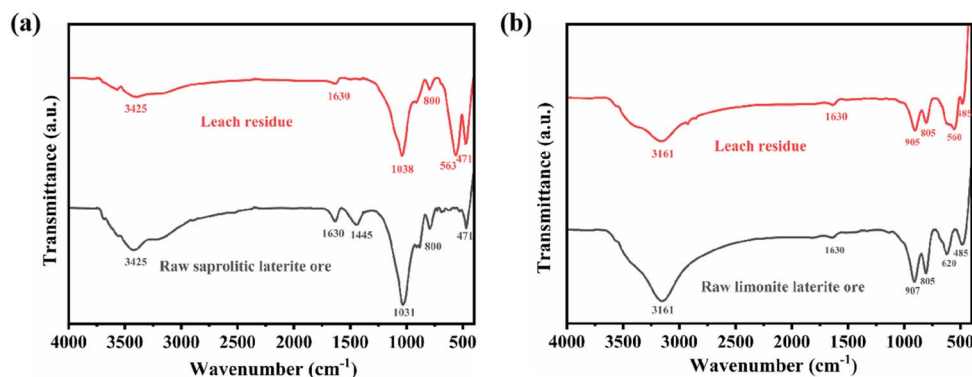 (a)
Transmittance (a.u.)
3425
1630
1038
800
563
471
Leach residue
3425
1630
1445
1031
800
471
Raw saprolitic laterite ore
4000 3500 3000 2500 2000 1500 1000 500
Wavenumber (cm⁻¹)
(b)
Transmittance (a.u.)
3161
1630
905
805
560
485
Leach residue
3161
1630
907
805
620
485
Raw limonite laterite ore
4000 3500 3000 2500 2000 1500 1000 500
Wavenumber (cm⁻¹)